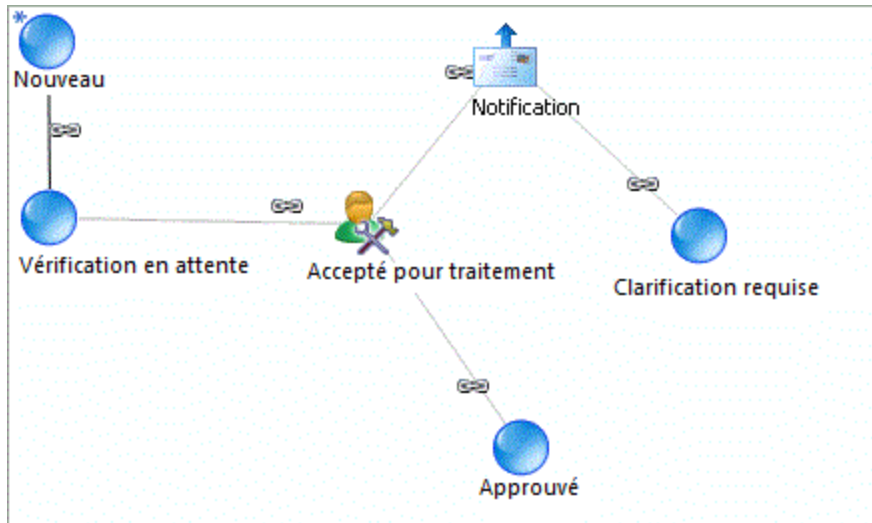 Nouveau
Notification
Vérification en attente
Accepté pour traitement
Clarification requise
Approuvé